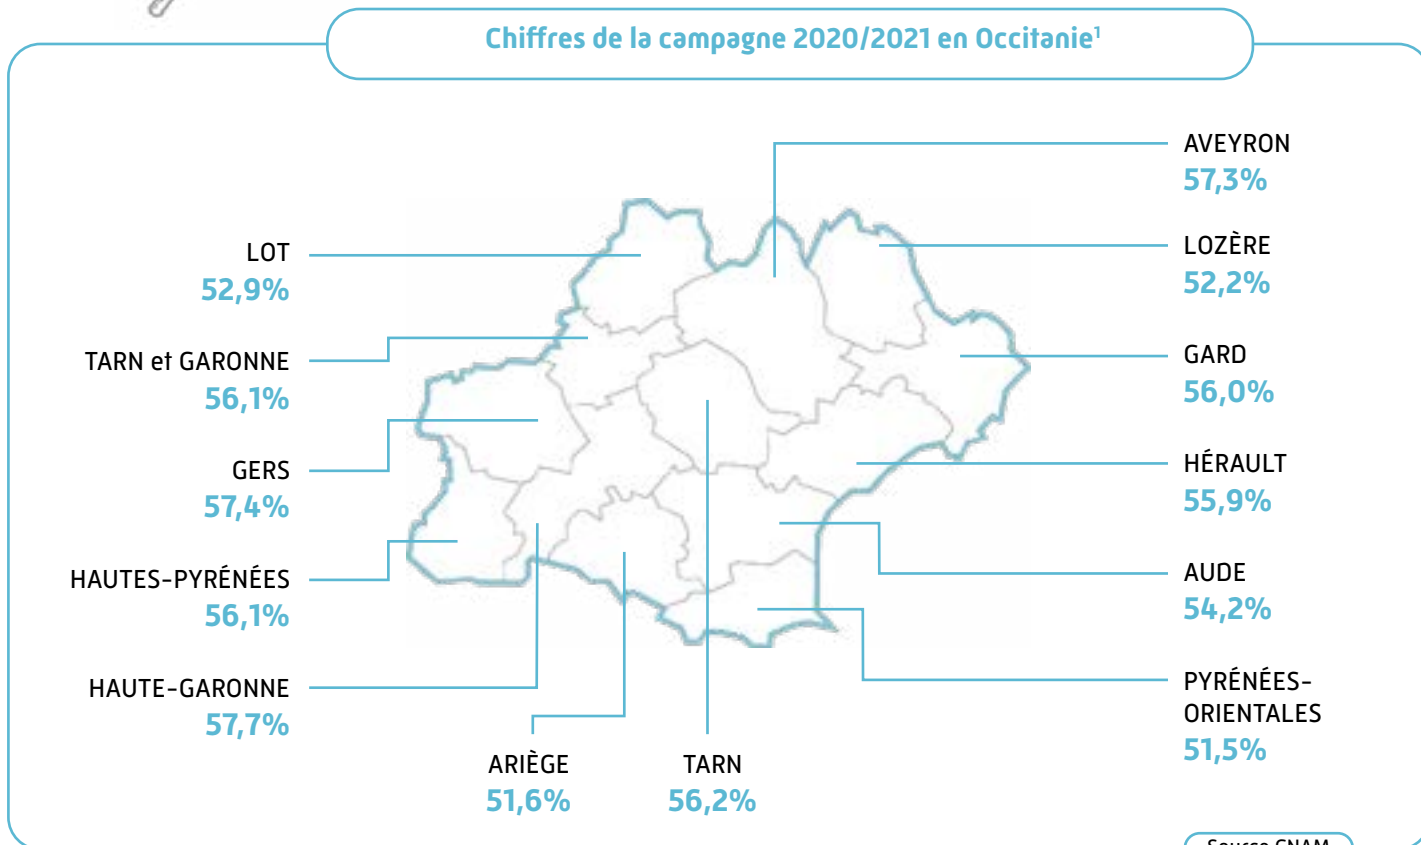 Chiffres de la campagne 2020/2021 en Occitanie¹
AVEYRON
57,3%
LOZÈRE
52,2%
GARD
56,0%
HÉRAULT
55,9%
AUDE
54,2%
PYRÉNÉES-
ORIENTALES
51,5%
LOT
52,9%
TARN et GARONNE
56,1%
GERS
57,4%
HAUTES-PYRÉNÉES
56,1%
HAUTE-GARONNE
57,7%
ARIÈGE
51,6%
TARN
56,2%
Source CNAM